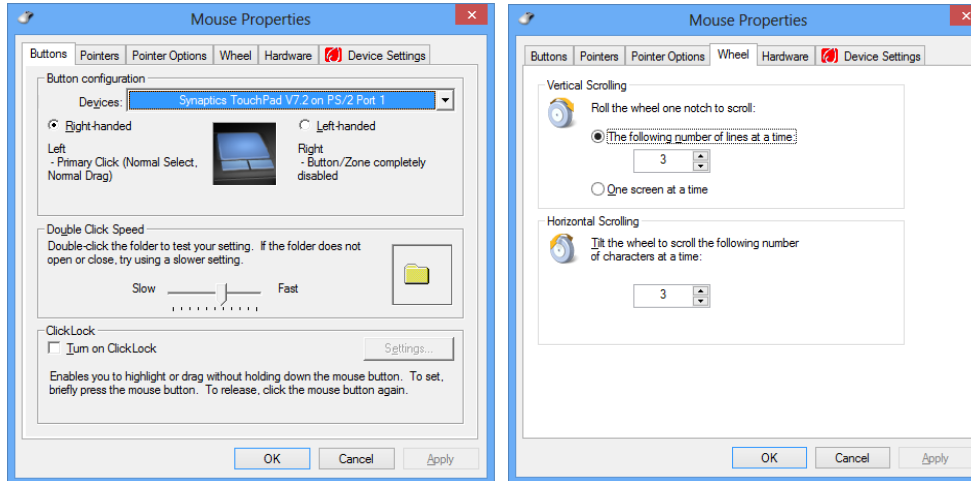 Mouse Properties
Buttons Pointers Pointer Options Wheel Hardware Device Settings
Button configuration
Devices: Synaptics TouchPad V7.2 on PS/2 Port 1
Right-handed Left-handed
Left
- Primary Click (Normal Select,
Normal Drag)
Right
- Button/Zone completely
disabled
Double Click Speed
Double-click the folder to test your setting. If the folder does not
open or close, try using a slower setting.
Slow Fast
ClickLock
Turn on ClickLock Settings...
Enables you to highlight or drag without holding down the mouse button. To set,
briefly press the mouse button. To release, click the mouse button again.
OK Cancel Apply
Mouse Properties
Buttons Pointers Pointer Options Wheel Hardware Device Settings
Vertical Scrolling
Roll the wheel one notch to scroll:
The following number of lines at a time:
3
One screen at a time
Horizontal Scrolling
Tilt the wheel to scroll the following number
of characters at a time:
3
OK Cancel Apply